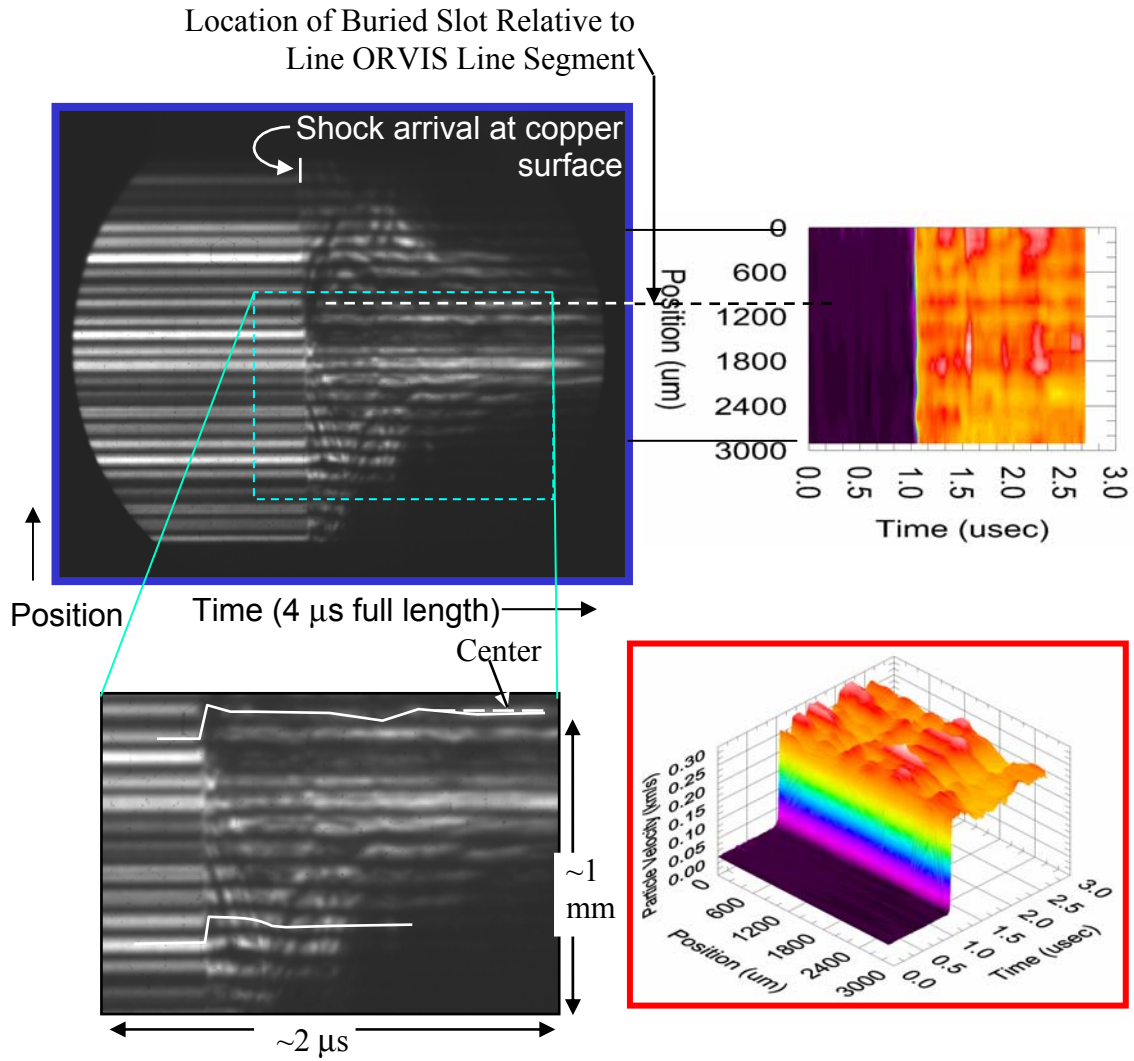 Location of Buried Slot Relative to
Line ORVIS Line Segment
Shock arrival at copper
surface
Position
Time (4 μs full length)
0
600
1200
1800
2400
3000
Position (um)
0.0
0.5
1.0
1.5
2.0
2.5
3.0
Time (usec)
Center
~1
mm
~2 μs
0.30
0.25
0.20
0.15
0.10
0.05
0.00
Particle Velocity (km/s)
0
600
1200
1800
2400
3000
Position (um)
0.0
0.5
1.0
1.5
2.0
2.5
3.0
Time (usec)